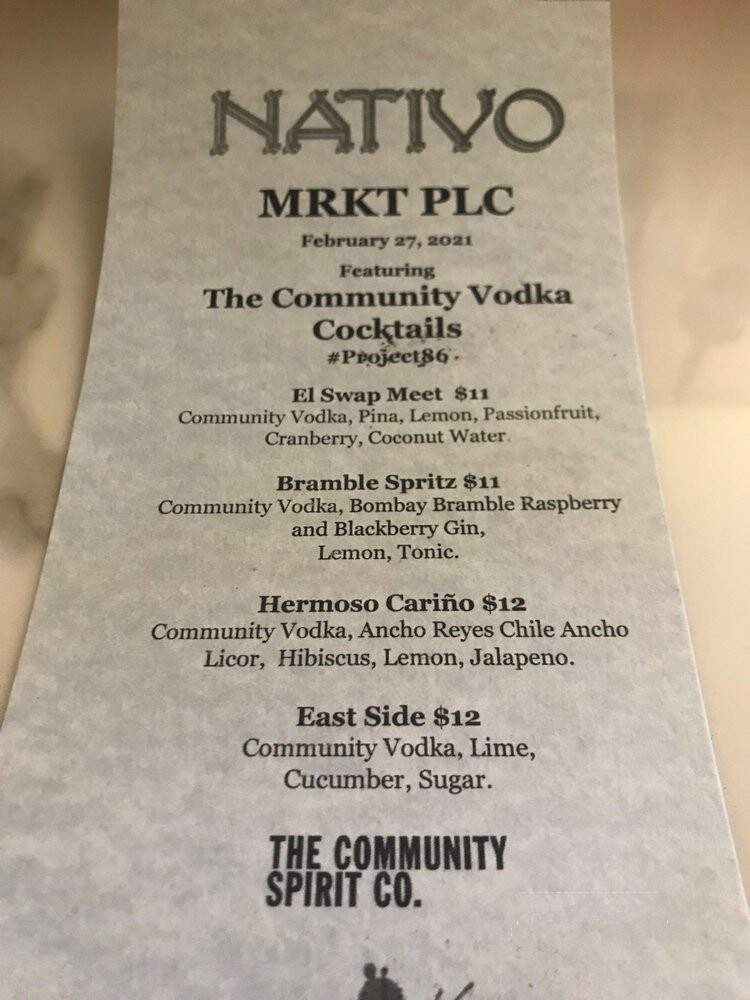 NATIVO
MRKT PLC
February 27, 2021
Featuring
The Community Vodka
Cocktails
#Project86
El Swap Meet $11
Community Vodka, Pina, Lemon, Passionfruit,
Cranberry, Coconut Water.
Bramble Spritz $11
Community Vodka, Bombay Bramble Raspberry
and Blackberry Gin,
Lemon, Tonic.
Hermoso Cariño $12
Community Vodka, Ancho Reyes Chile Ancho
Licor, Hibiscus, Lemon, Jalapeno.
East Side $12
Community Vodka, Lime,
Cucumber, Sugar.
THE COMMUNITY
SPIRIT CO.